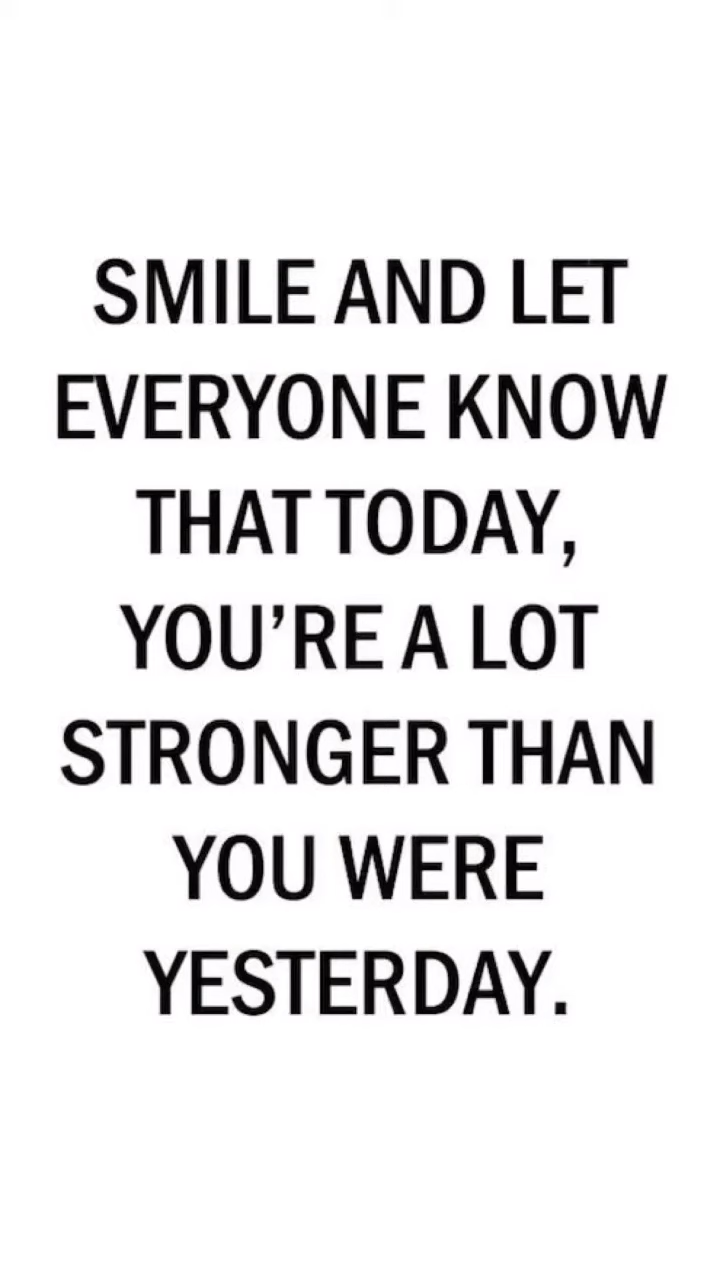 SMILE AND LET
EVERYONE KNOW
THAT TODAY,
YOU’RE A LOT
STRONGER THAN
YOU WERE
YESTERDAY.